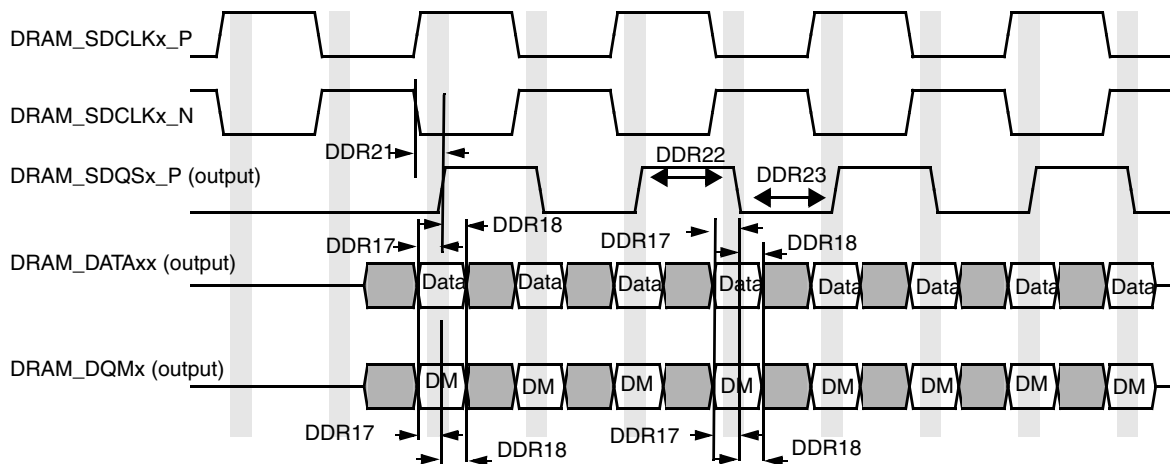 DRAM_SDCLKx_P
DRAM_SDCLKx_N
DDR21
DDR22
DRAM_SDQSx_P (output)
DDR23
DDR18
DDR17
DDR17
DDR18
DRAM_DATAxx (output)
Data Data Data Data Data Data Data Data
DRAM_DQMx (output)
DM DM DM DM DM DM DM DM
DDR17
DDR18
DDR17
DDR18